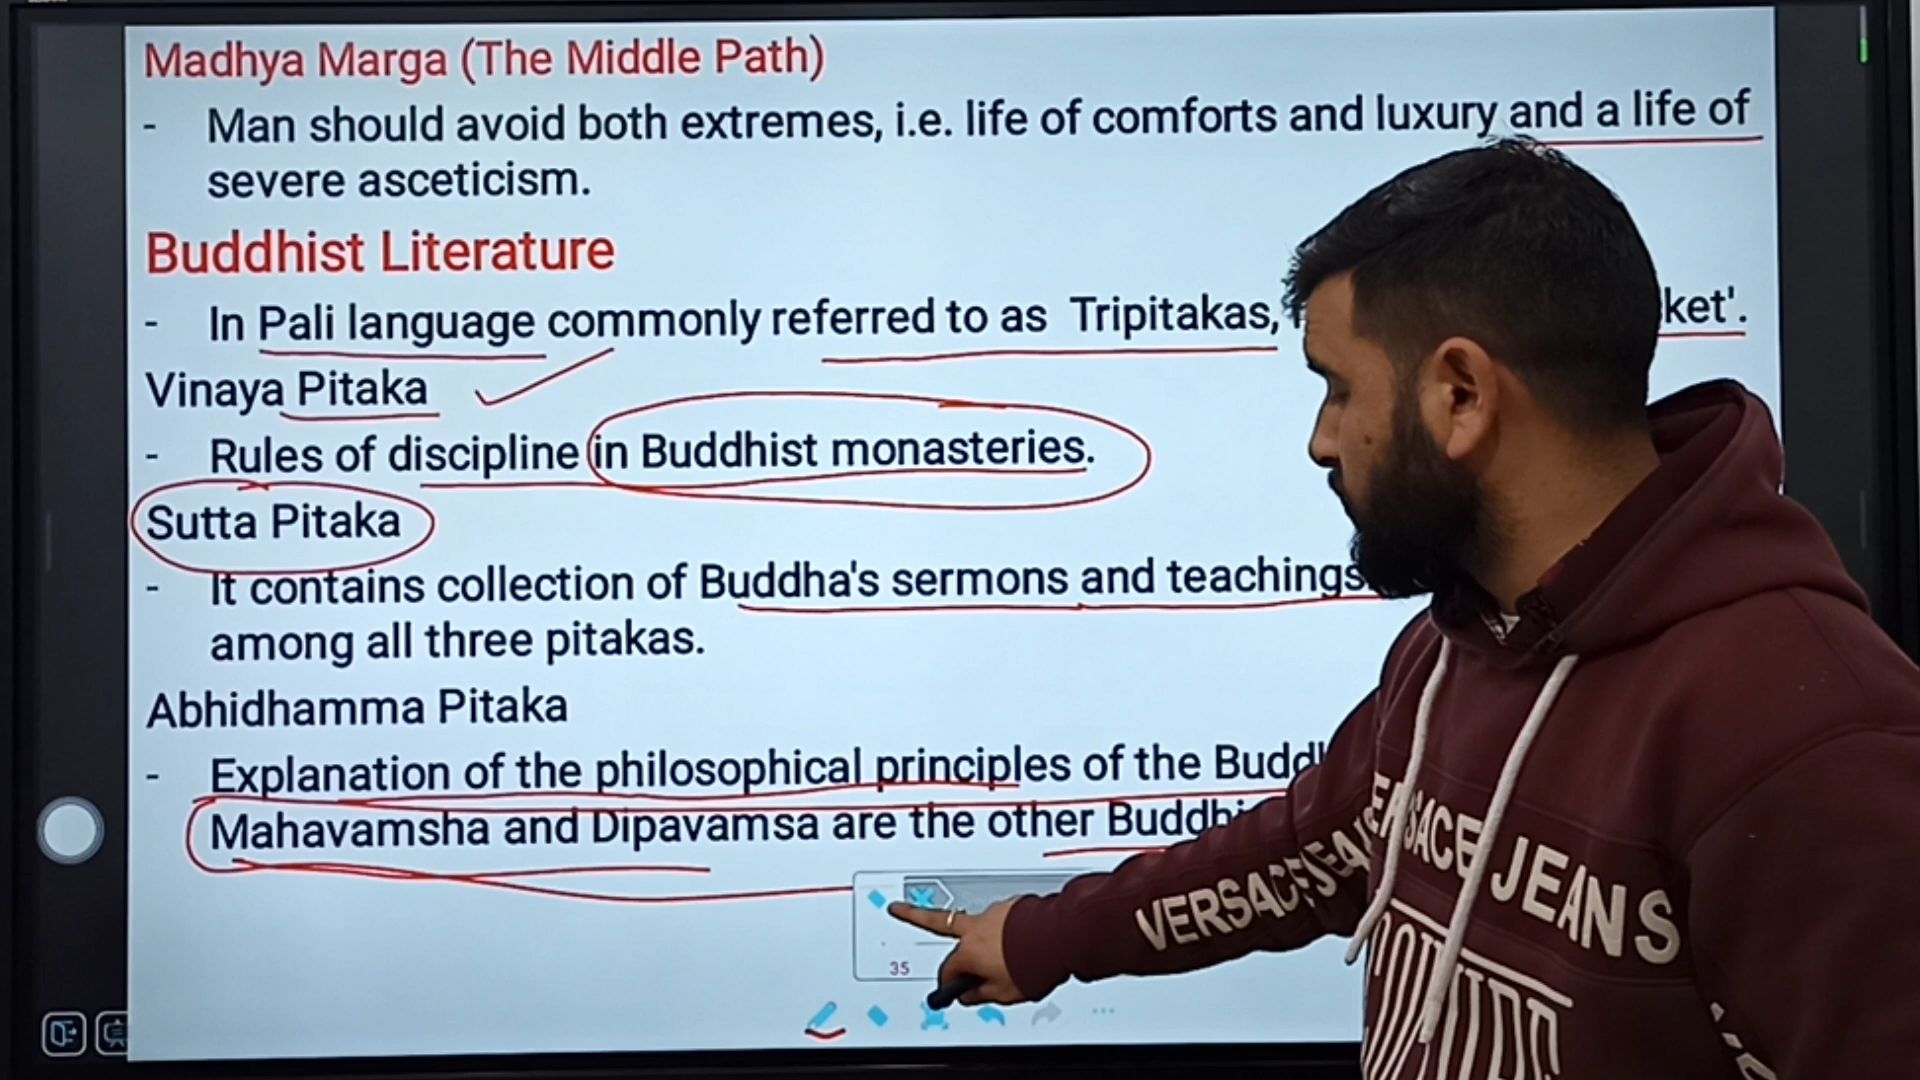 Madhya Marga (The Middle Path)
- Man should avoid both extremes, i.e. life of comforts and luxury and a life of
severe asceticism.
Buddhist Literature
- In Pali language commonly referred to as Tripitakas, ket'.
Vinaya Pitaka
- Rules of discipline in Buddhist monasteries.
Sutta Pitaka
- It contains collection of Buddha's sermons and teachings
among all three pitakas.
Abhidhamma Pitaka
- Explanation of the philosophical principles of the Budd
Mahavamsha and Dipavamsa are the other Buddhi
35
VERSACE JEANS
VERSACE JEANS